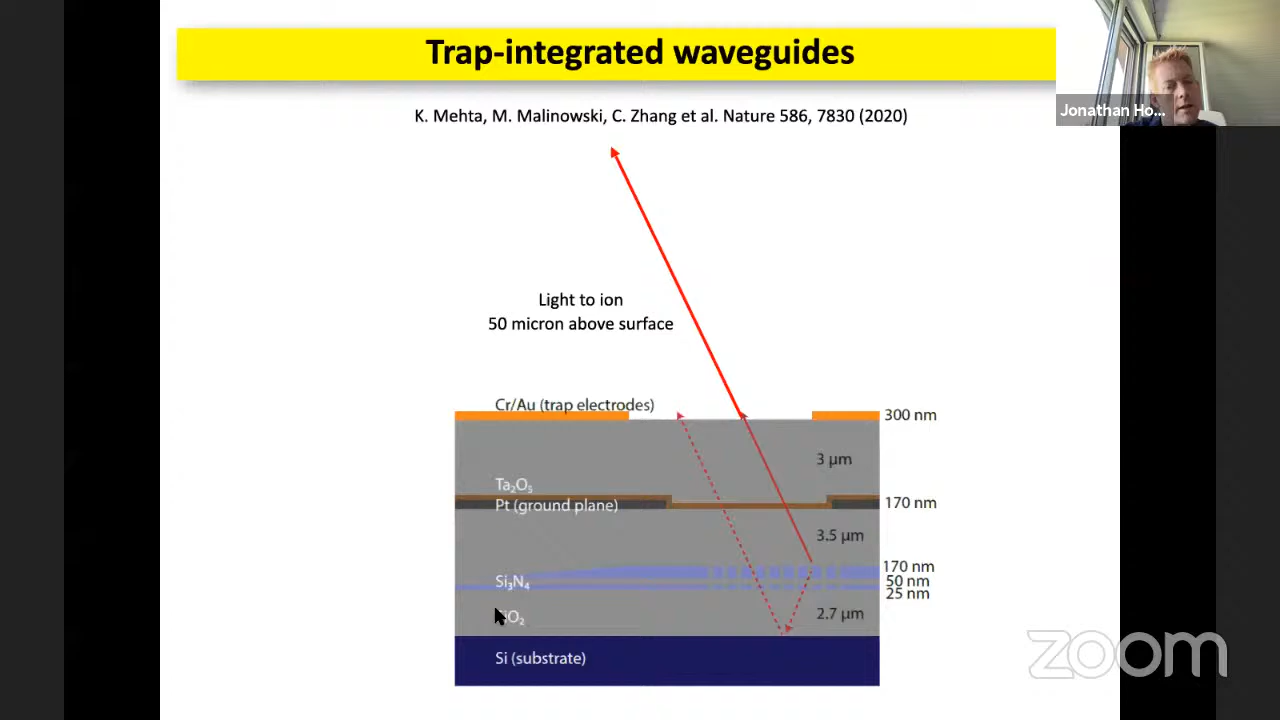 Trap-integrated waveguides
Jonathan Ho...
K. Mehta, M. Malinowski, C. Zhang et al. Nature 586, 7830 (2020)
Light to ion
50 micron above surface
Cr/Au (trap electrodes)
300 nm
3 µm
Ta₂O₅
Pt (ground plane)
170 nm
3.5 µm
170 nm
Si₃N₄
50 nm
25 nm
2.7 µm
Si (substrate)
zoom